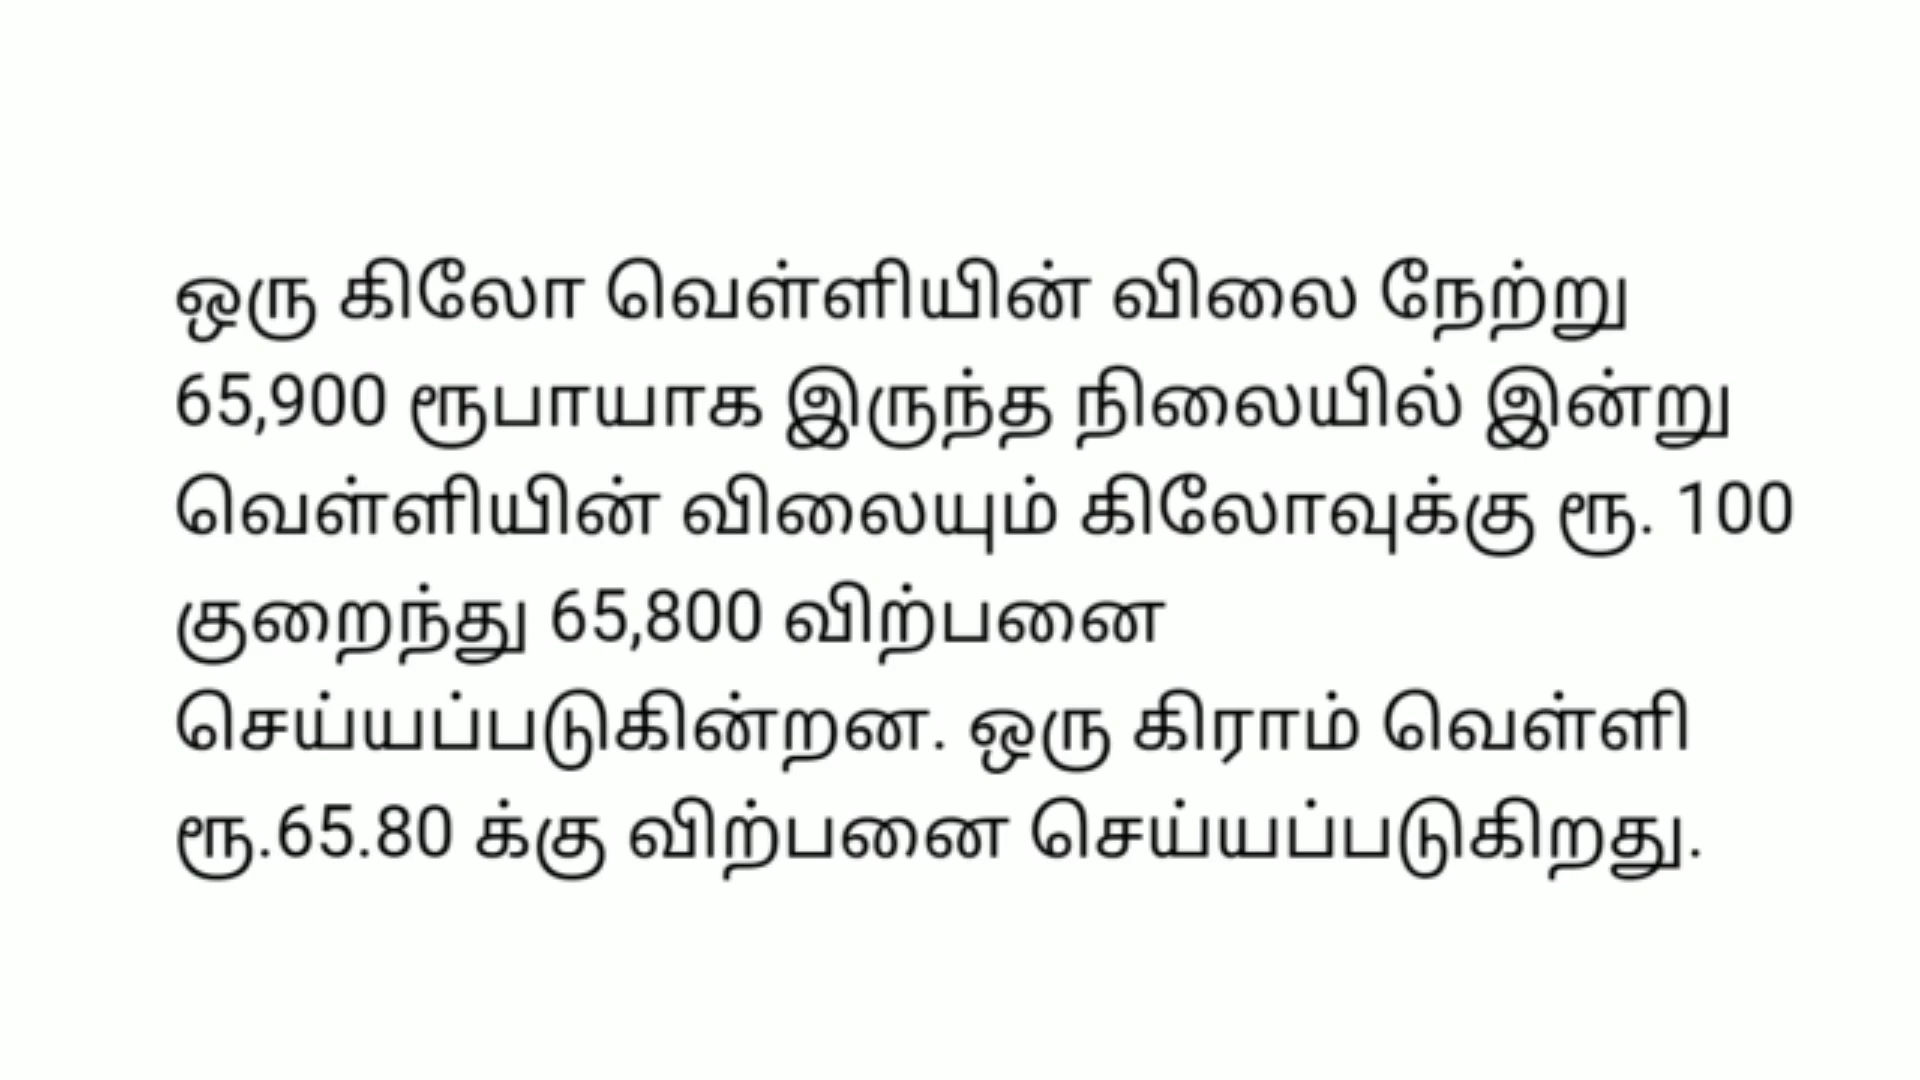 ஒரு கிலோ வெள்ளியின் விலை நேற்று
65,900 ரூபாயாக இருந்த நிலையில் இன்று
வெள்ளியின் விலையும் கிலோவுக்கு ரூ. 100
குறைந்து 65,800 விற்பனை
செய்யப்படுகின்றன. ஒரு கிராம் வெள்ளி
ரூ.65.80 க்கு விற்பனை செய்யப்படுகிறது.